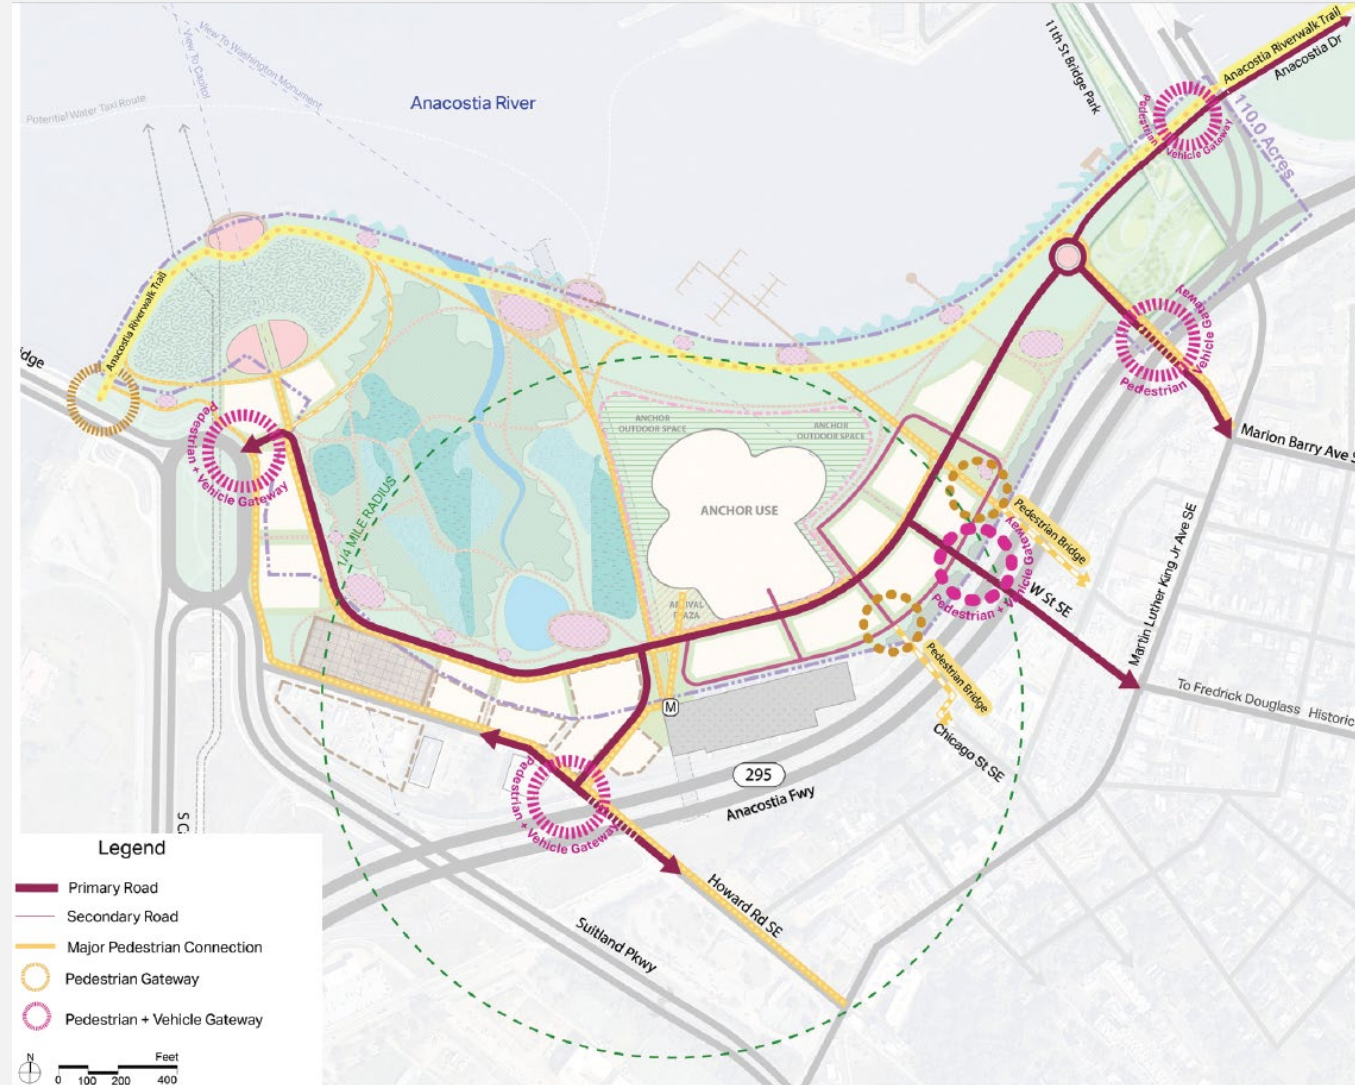 View To Washington Monument
View To Capitol
Potential Water Taxi Route
Anacostia River
11th St Bridge Park
Anacostia Riverwalk Trail
Anacostia Dr
Pedestrian
Vehicle Gateway
110.0 Acres
Anacostia Riverwalk Trail
idge
Pedestrian + Vehicle Gateway
Pedestrian
Vehicle Gateway
Marion Barry Ave S
1/4 MILE RADIUS
ANCHOR
OUTDOOR SPACE
ANCHOR
OUTDOOR SPACE
ANCHOR USE
Pedestrian Bridge
Pedestrian + Vehicle Gateway
W St SE
Martin Luther King Jr Ave SE
ARRIVAL
PLAZA
Pedestrian Bridge
To Fredrick Douglass Historic
M
Chicago St SE
295
Anacostia Fwy
Pedestrian + Vehicle Gateway
Howard Rd SE
Suitland Pkwy
Legend
Primary Road
Secondary Road
Major Pedestrian Connection
Pedestrian Gateway
Pedestrian + Vehicle Gateway
N
Feet
0 100 200 400